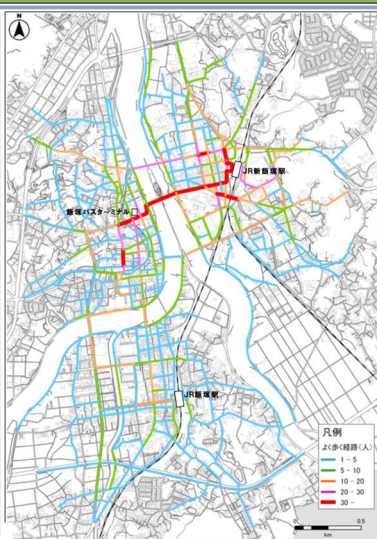 N
JR新飯塚駅
飯塚バスターミナル
JR飯塚駅
凡例
よく歩く経路(人)
1 - 5
5 - 10
10 - 20
20 - 30
30 -
0 0.5
km